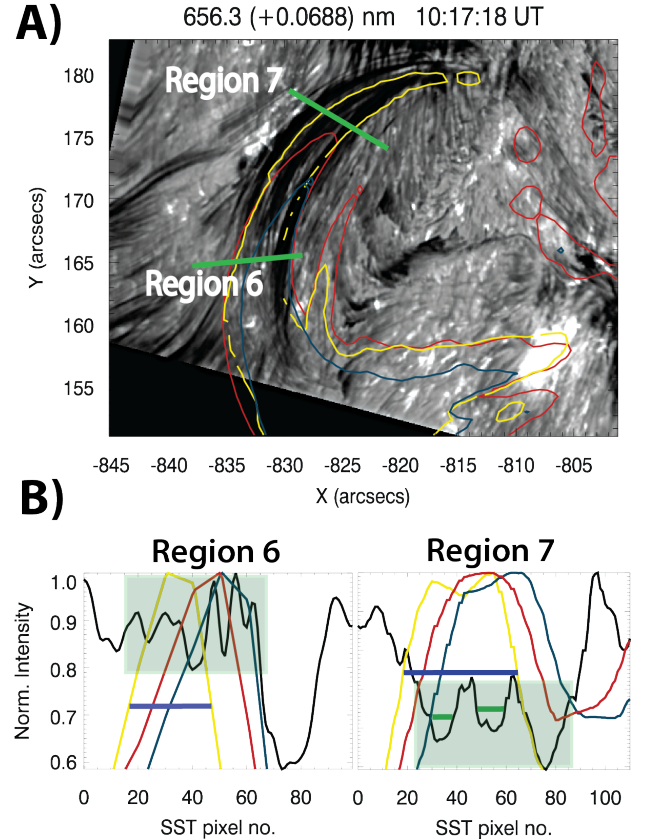 A)
656.3 (+0.0688) nm 10:17:18 UT
180
175
170
165
160
155
Y (arcsecs)
Region 7
Region 6
-845 -840 -835 -830 -825 -820 -815 -810 -805
X (arcsecs)
B)
Region 6 Region 7
1.0
0.9
0.8
0.7
0.6
Norm. Intensity
0 20 40 60 80 0 20 40 60 80 100
SST pixel no. SST pixel no.